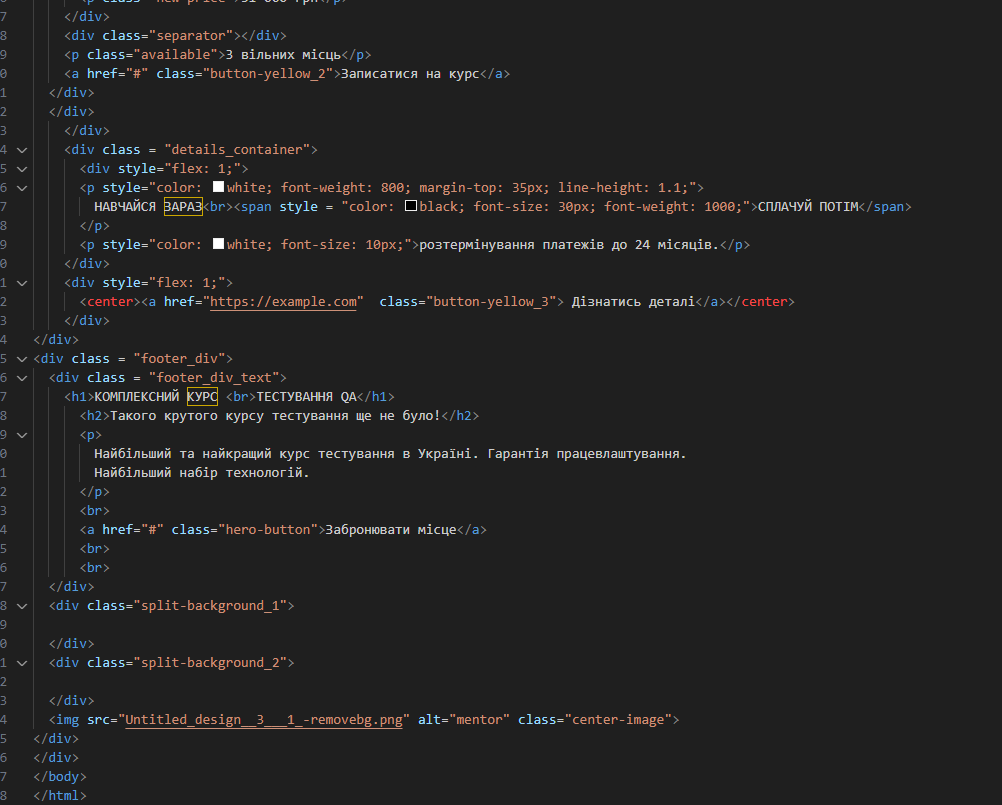 7 </div>
8 <div class="separator"></div>
9 <p class="available">3 вільних місць</p>
0 <a href="#" class="button-yellow_2">Записатися на курс</a>
1 </div>
2 </div>
3 </div>
4 <div class = "details_container">
5 <div style="flex: 1;">
6 <p style="color: white; font-weight: 800; margin-top: 35px; line-height: 1.1;">
7 НАВЧАЙСЯ ЗАРАЗ<br><span style = "color: black; font-size: 30px; font-weight: 1000;">СПЛАЧУЙ ПОТІМ</span>
8 </p>
9 <p style="color: white; font-size: 10px;">розтермінування платежів до 24 місяців.</p>
0 </div>
1 <div style="flex: 1;">
2 <center><a href="https://example.com"  class="button-yellow_3"> Дізнатись деталі</a></center>
3 </div>
4 </div>
5 <div class = "footer_div">
6 <div class = "footer_div_text">
7 <h1>КОМПЛЕКСНИЙ КУРС <br>ТЕСТУВАННЯ QA</h1>
8 <h2>Такого крутого курсу тестування ще не було!</h2>
9 <p>
0 Найбільший та найкращий курс тестування в Україні. Гарантія працевлаштування.
1 Найбільший набір технологій.
2 </p>
3 <br>
4 <a href="#" class="hero-button">Забронювати місце</a>
5 <br>
6 <br>
7 </div>
8 <div class="split-background_1">
9
0 </div>
1 <div class="split-background_2">
2
3 </div>
4 <img src="Untitled_design__3___1_-removebg.png" alt="mentor" class="center-image">
5 </div>
6 </div>
7 </body>
8 </html>